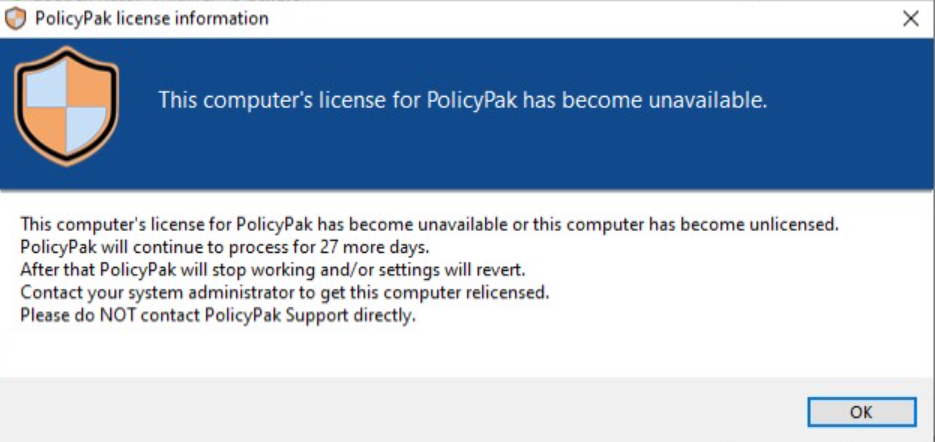 PolicyPak license information
This computer's license for PolicyPak has become unavailable.
This computer's license for PolicyPak has become unavailable or this computer has become unlicensed.
PolicyPak will continue to process for 27 more days.
After that PolicyPak will stop working and/or settings will revert.
Contact your system administrator to get this computer relicensed.
Please do NOT contact PolicyPak Support directly.
OK